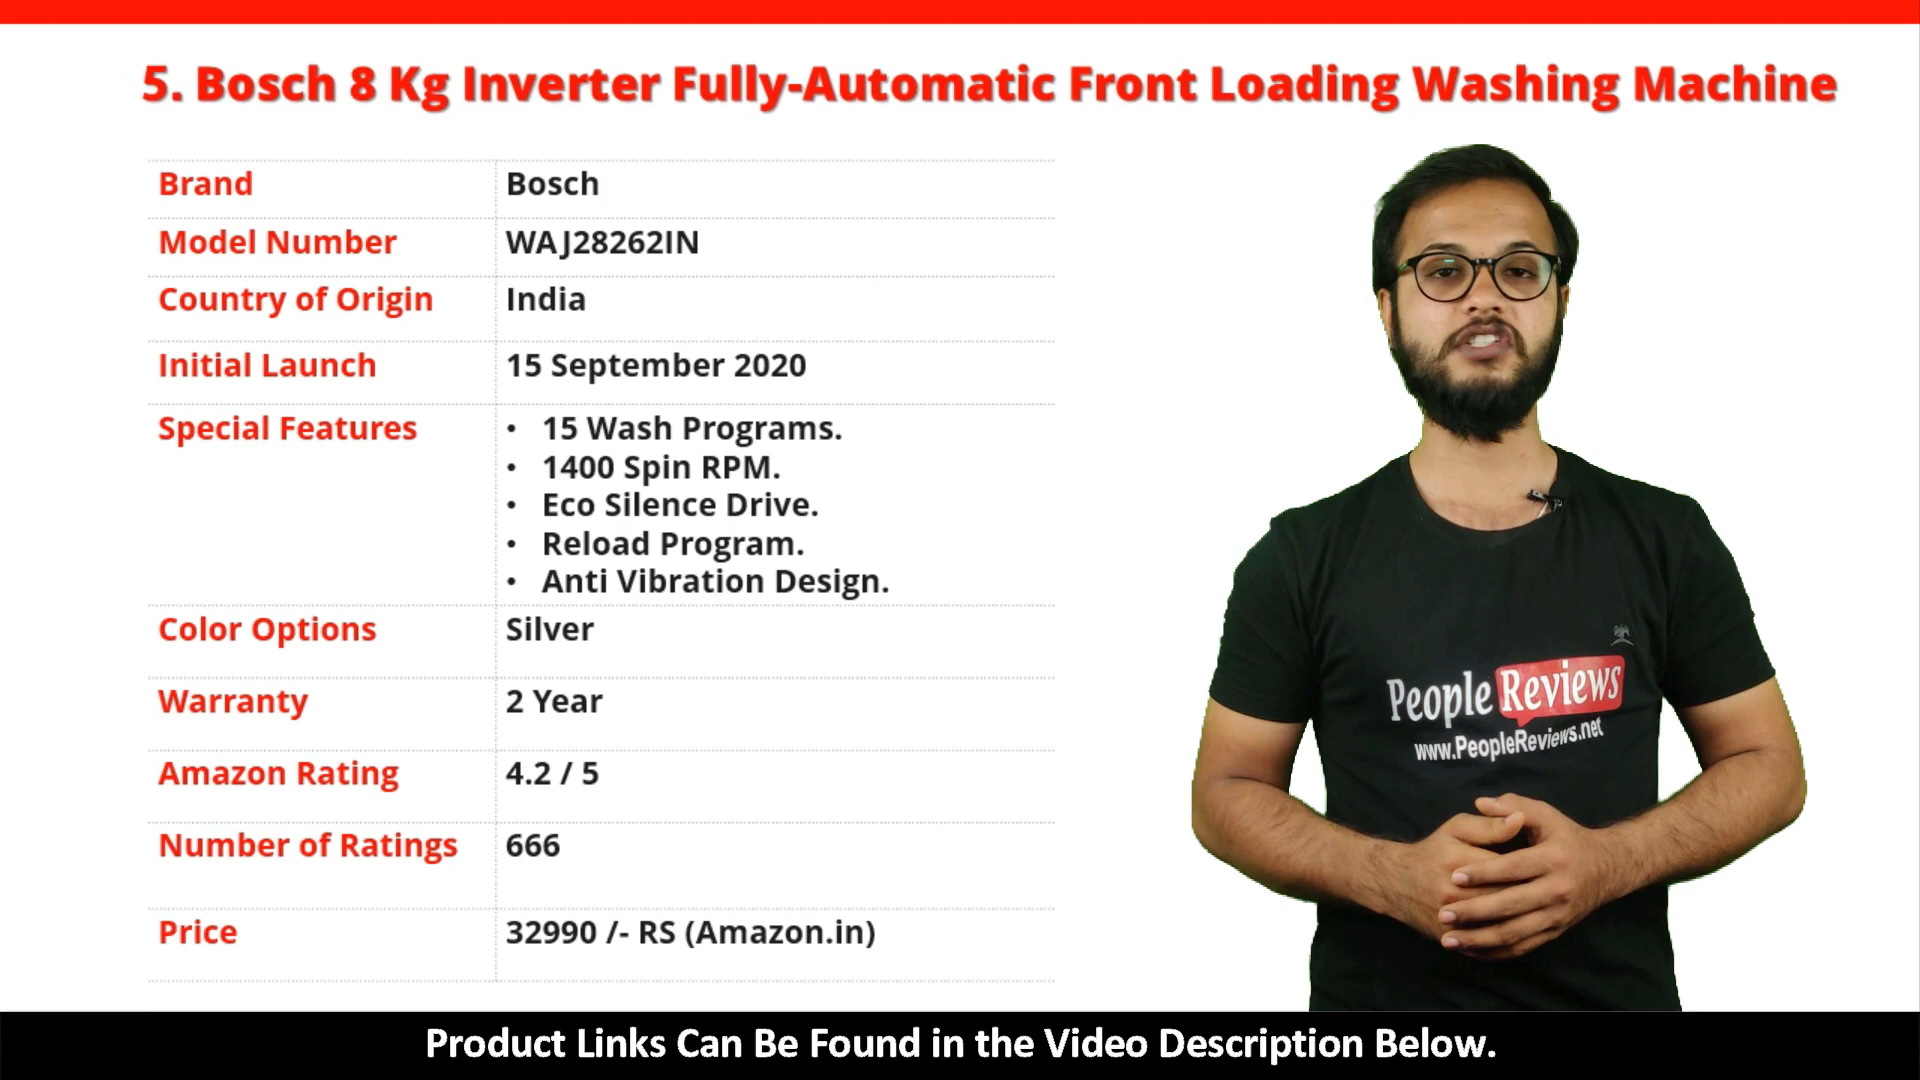 5. Bosch 8 Kg Inverter Fully-Automatic Front Loading Washing Machine
Brand Bosch
Model Number WAJ28262IN
Country of Origin India
Initial Launch 15 September 2020
Special Features • 15 Wash Programs.
• 1400 Spin RPM.
• Eco Silence Drive.
• Reload Program.
• Anti Vibration Design.
Color Options Silver
Warranty 2 Year
Amazon Rating 4.2 / 5
Number of Ratings 666
Price 32990 /- RS (Amazon.in)
People Reviews
www.PeopleReviews.net
Product Links Can Be Found in the Video Description Below.